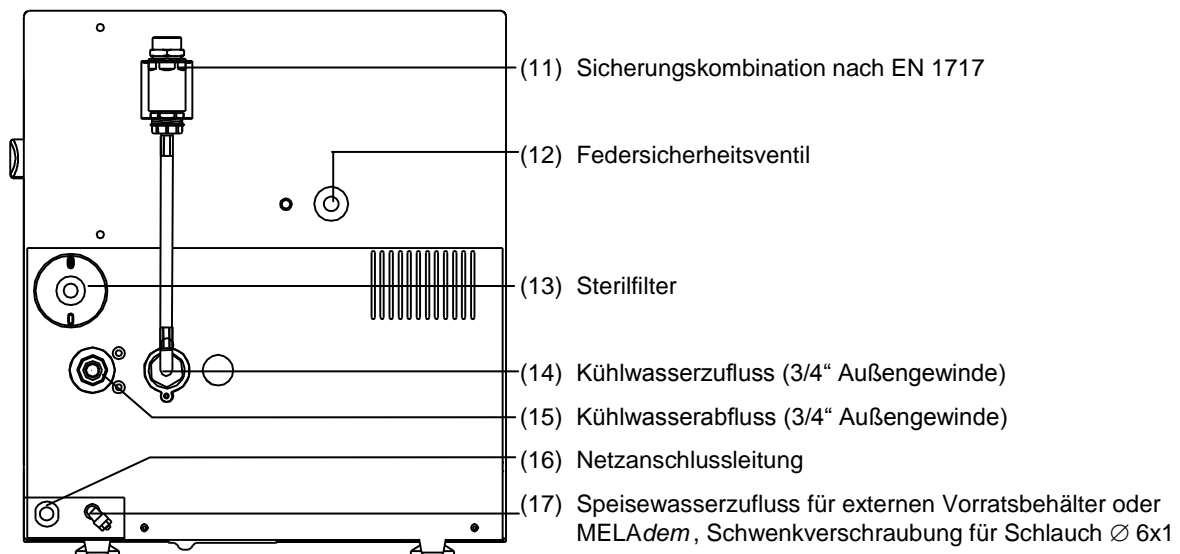 (11) Sicherungskombination nach EN 1717
(12) Federsicherheitsventil
(13) Sterilfilter
(14) Kühlwasserzufluss (3/4“ Außengewinde)
(15) Kühlwasserabfluss (3/4“ Außengewinde)
(16) Netzanschlussleitung
(17) Speisewasserzufluss für externen Vorratsbehälter oder
MELAdem, Schwenkverschraubung für Schlauch ∅ 6x1